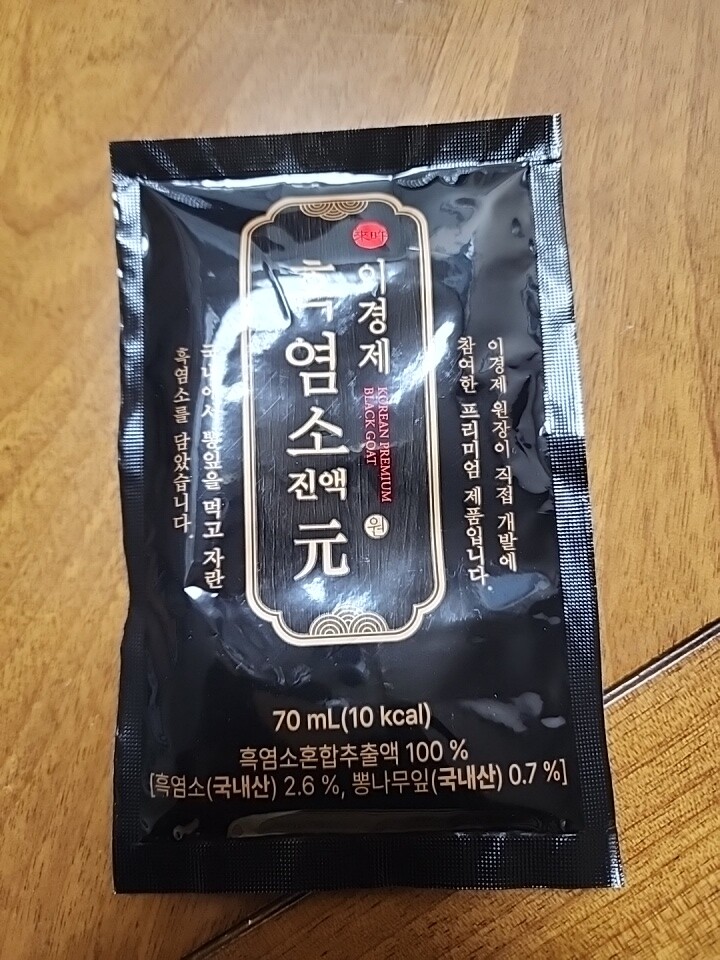 이경제
흑염소
진액
元
원
KOREAN PREMIUM
BLACK GOAT
이경제 원장이 직접 개발에
참여한 프리미엄 제품입니다.
국내에서 뽕잎을 먹고 자란
흑염소를 담았습니다.
70 mL(10 kcal)
흑염소혼합추출액 100 %
[흑염소(국내산) 2.6 %, 뽕나무잎(국내산) 0.7 %]